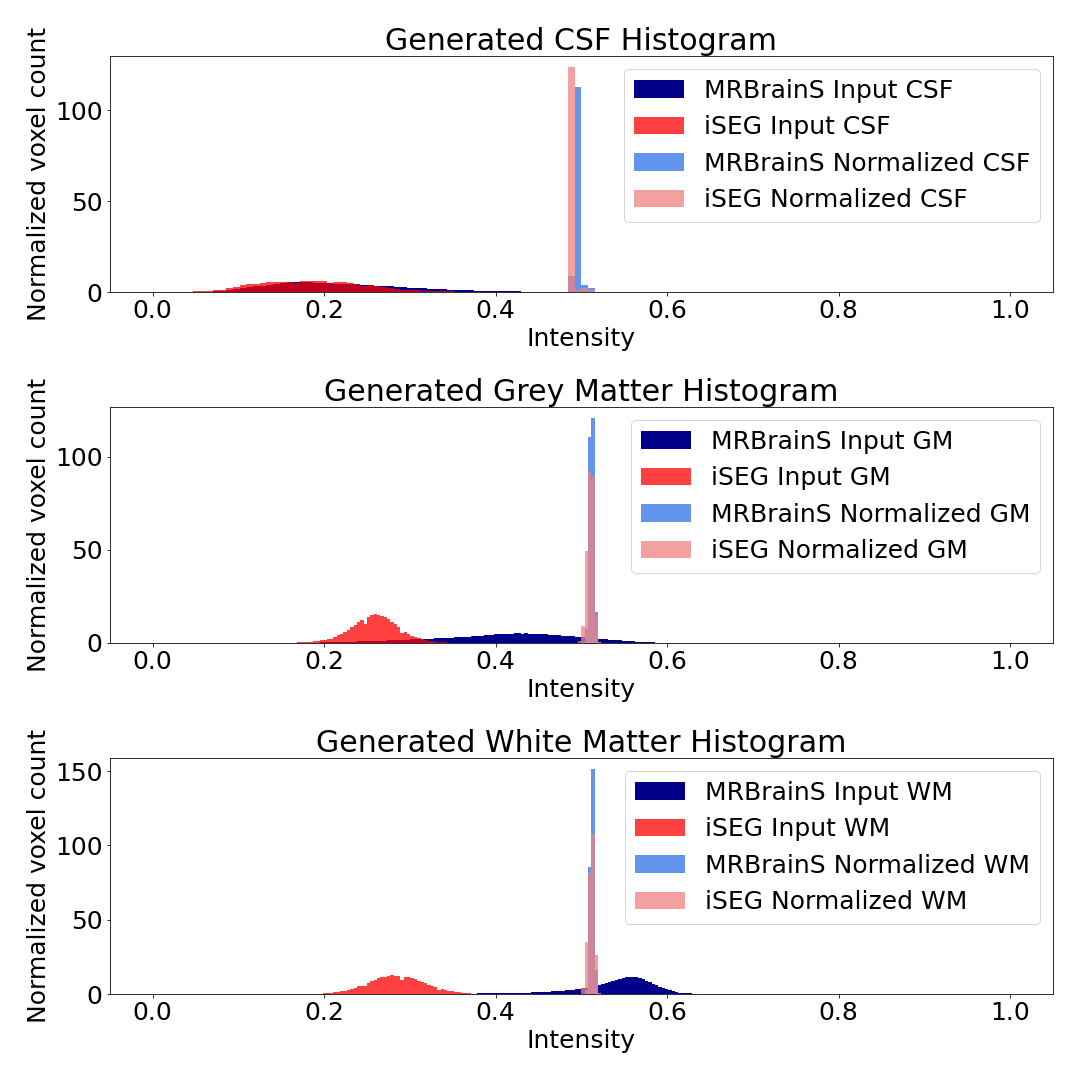 Generated CSF Histogram
Normalized voxel count
100
50
0
MRBrainS Input CSF
iSEG Input CSF
MRBrainS Normalized CSF
iSEG Normalized CSF
0.0 0.2 0.4 0.6 0.8 1.0
Intensity
Generated Grey Matter Histogram
Normalized voxel count
100
50
0
MRBrainS Input GM
iSEG Input GM
MRBrainS Normalized GM
iSEG Normalized GM
0.0 0.2 0.4 0.6 0.8 1.0
Intensity
Generated White Matter Histogram
Normalized voxel count
150
100
50
0
MRBrainS Input WM
iSEG Input WM
MRBrainS Normalized WM
iSEG Normalized WM
0.0 0.2 0.4 0.6 0.8 1.0
Intensity